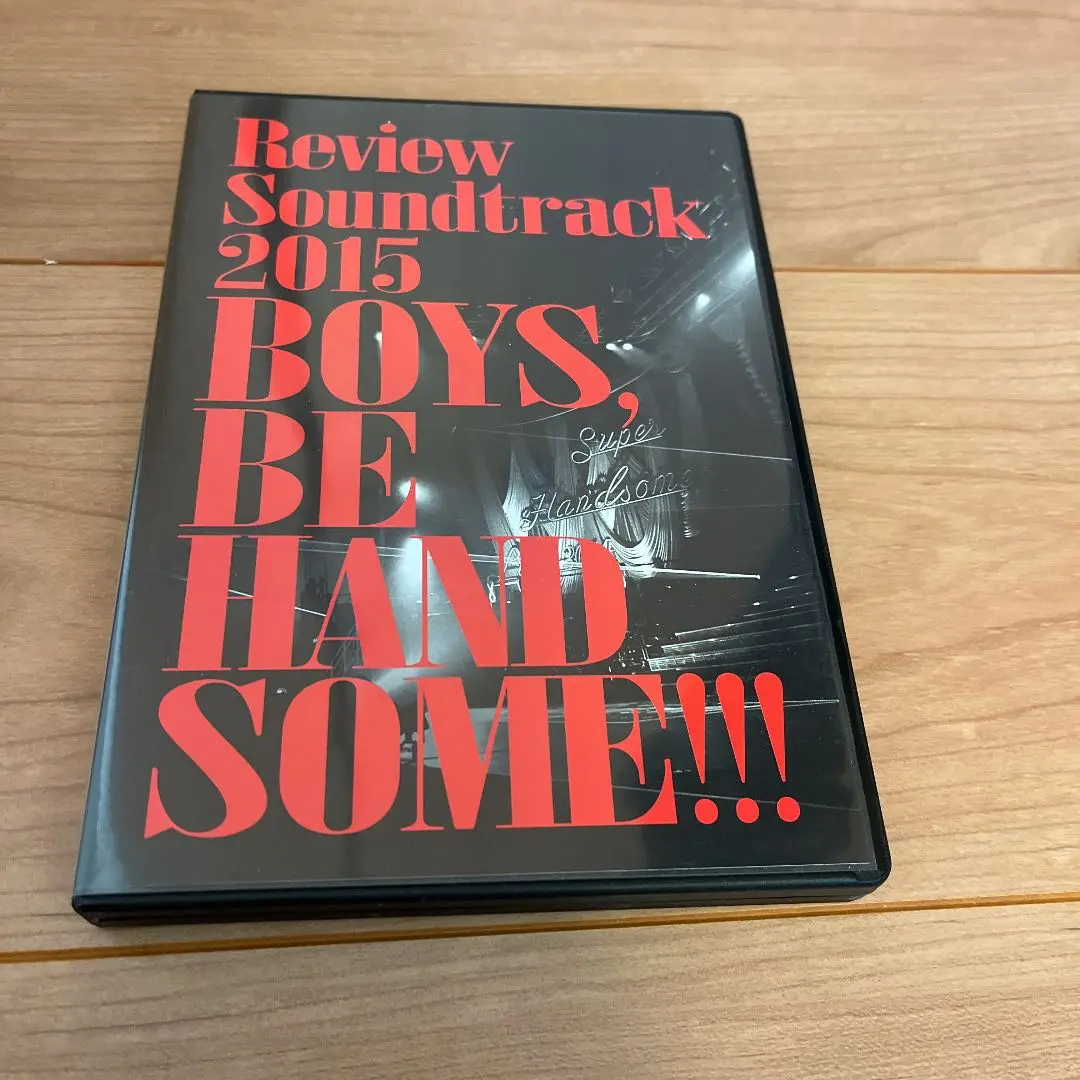 Review
Soundtrack
2015
BOYS,
BE
HAND
SOME!!!
Super
Handsome